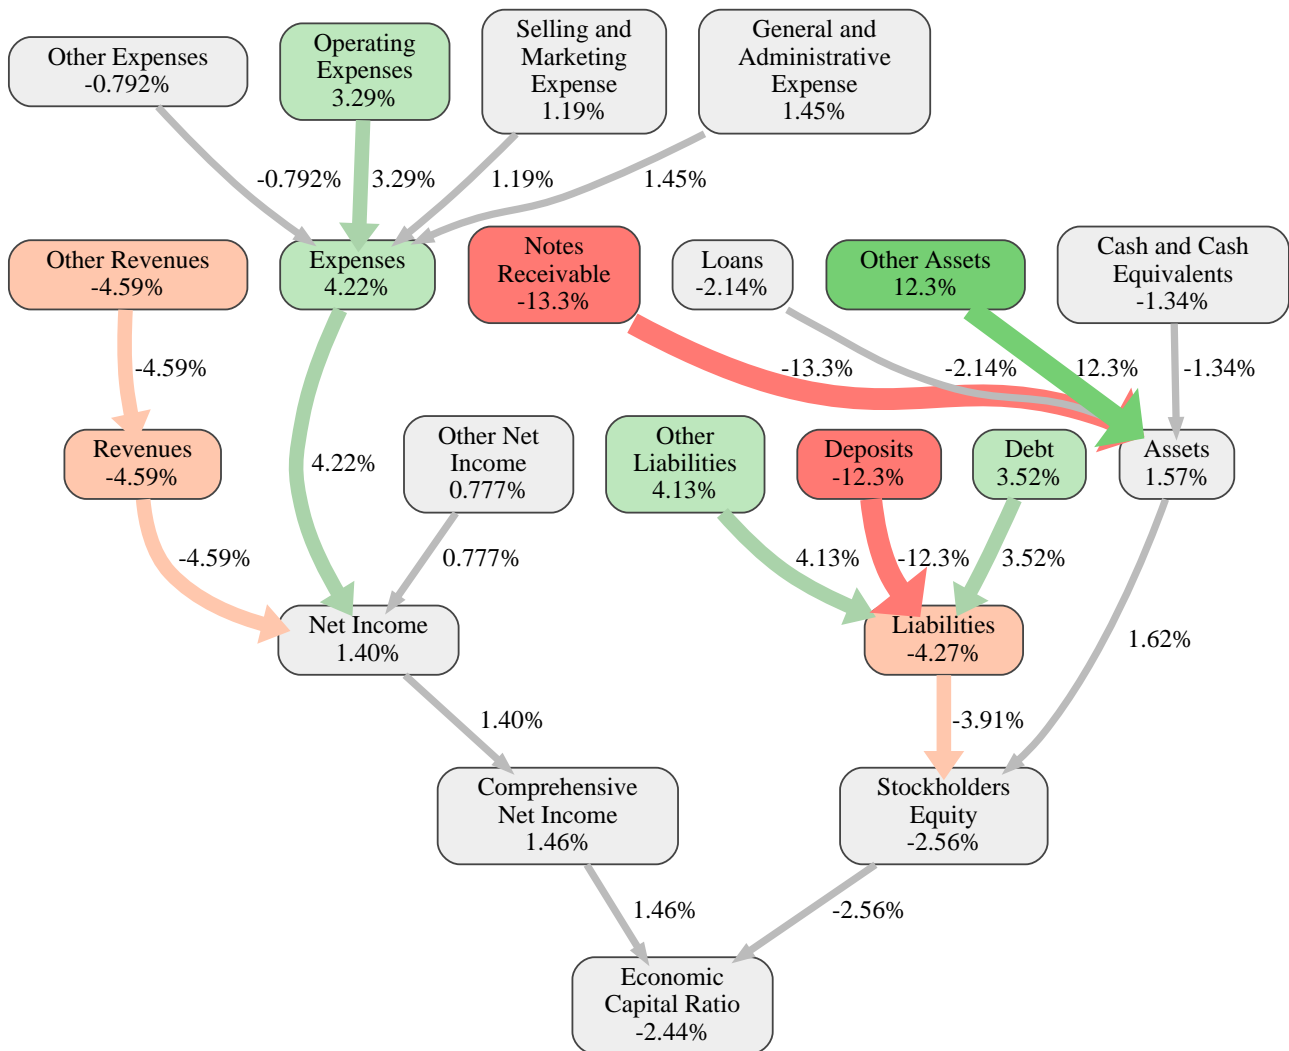 Other Expenses
-0.792%
Operating
Expenses
3.29%
Selling and
Marketing
Expense
1.19%
General and
Administrative
Expense
1.45%
-0.792%
3.29%
1.19%
1.45%
Other Revenues
-4.59%
Expenses
4.22%
Notes
Receivable
-13.3%
Loans
-2.14%
Other Assets
12.3%
Cash and Cash
Equivalents
-1.34%
-4.59%
-13.3%
-2.14%
12.3%
-1.34%
Revenues
-4.59%
4.22%
Other Net
Income
0.777%
Other
Liabilities
4.13%
Deposits
-12.3%
Debt
3.52%
Assets
1.57%
-4.59%
0.777%
4.13%
-12.3%
3.52%
Net Income
1.40%
Liabilities
-4.27%
1.62%
1.40%
-3.91%
Comprehensive
Net Income
1.46%
Stockholders
Equity
-2.56%
1.46%
-2.56%
Economic
Capital Ratio
-2.44%